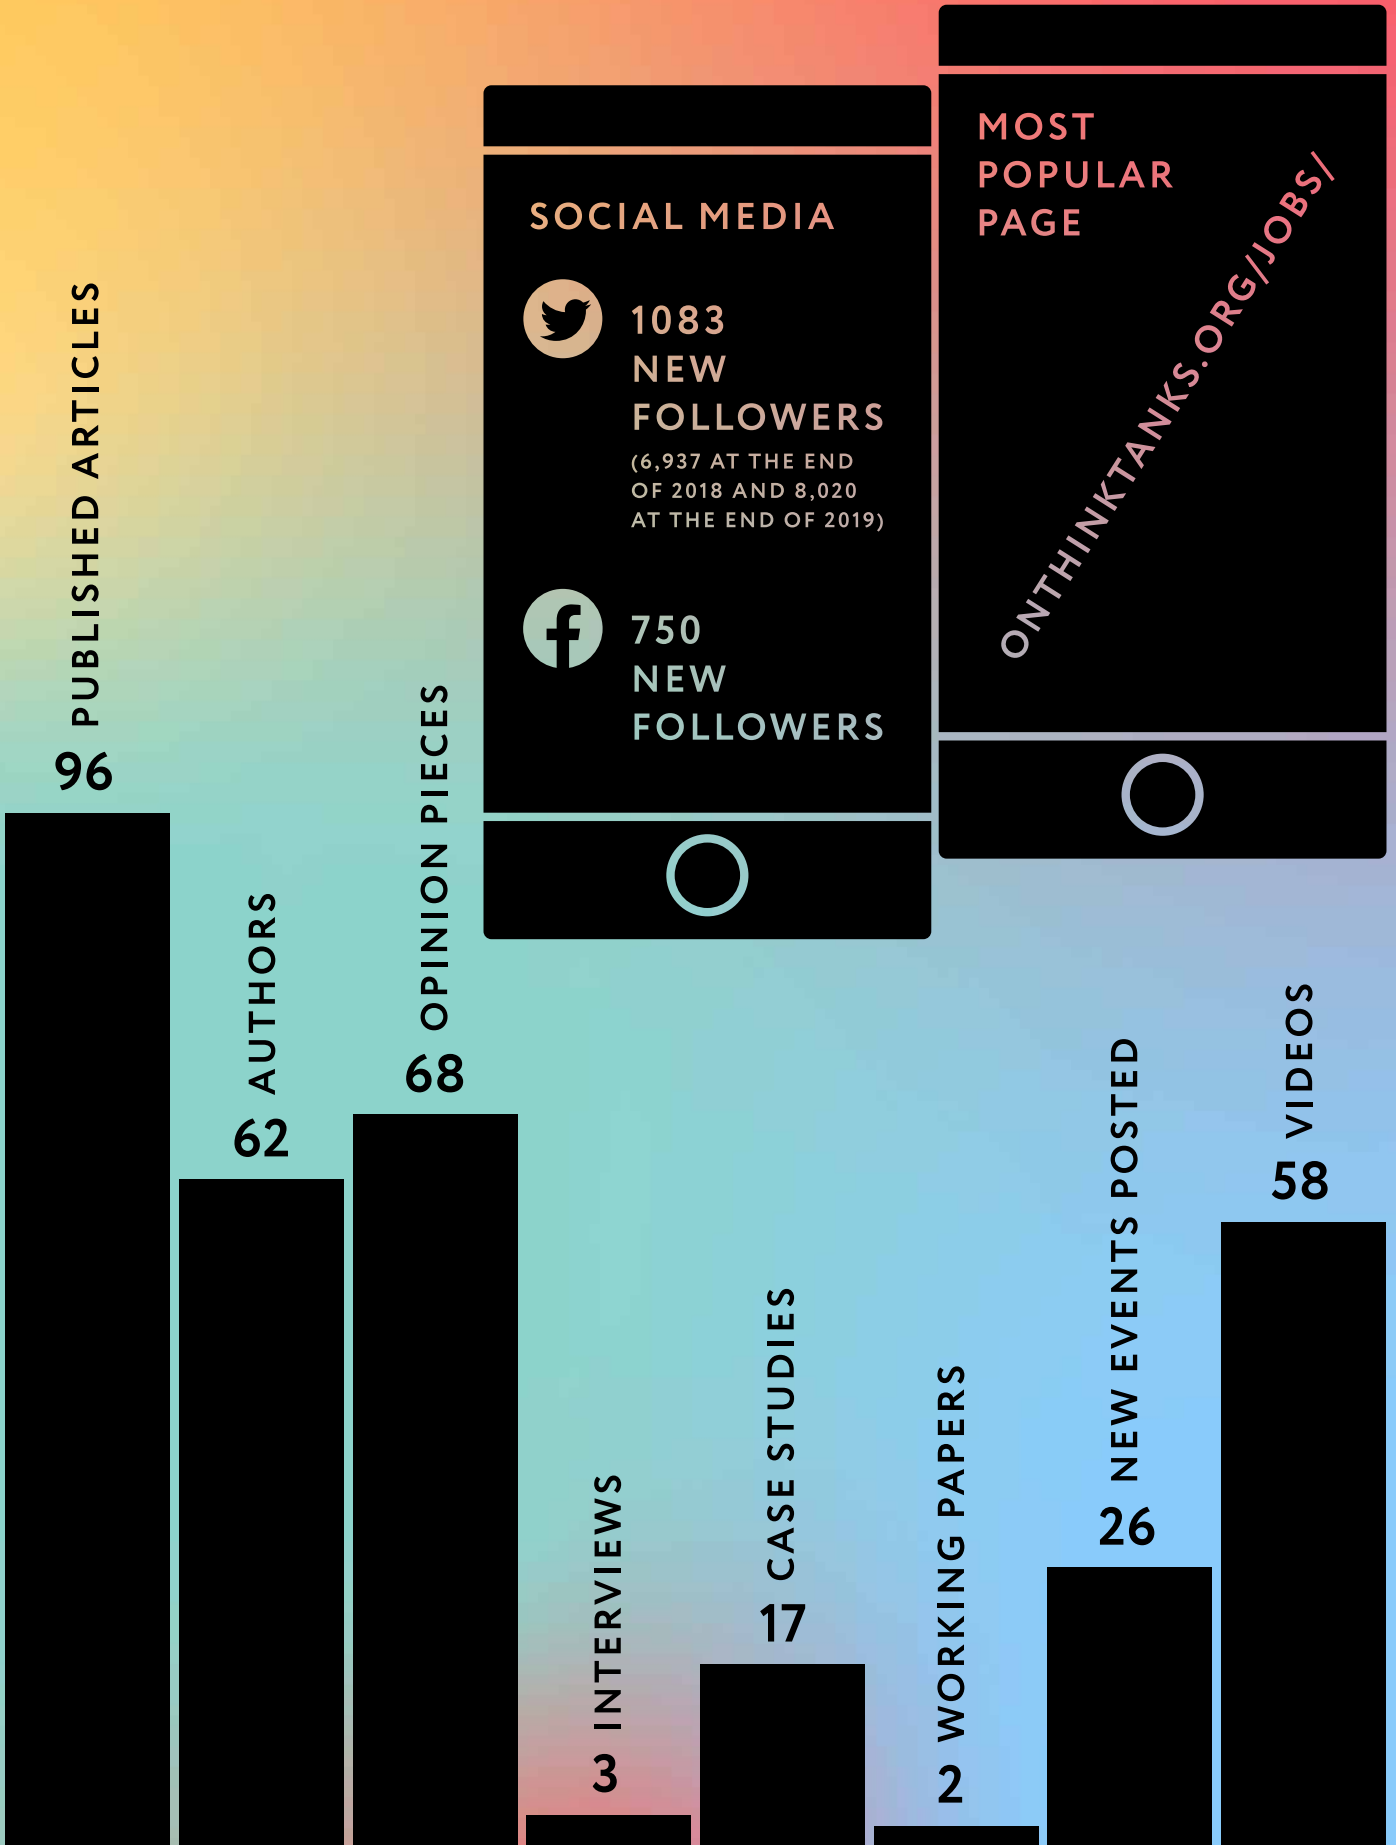 MOST
POPULAR
PAGE
ONTHINKTANKS.ORG/JOBS/
SOCIAL MEDIA
1083
NEW
FOLLOWERS
(6,937 AT THE END
OF 2018 AND 8,020
AT THE END OF 2019)
750
NEW
FOLLOWERS
96 PUBLISHED ARTICLES
62 AUTHORS
68 OPINION PIECES
3 INTERVIEWS
17 CASE STUDIES
2 WORKING PAPERS
26 NEW EVENTS POSTED
58 VIDEOS